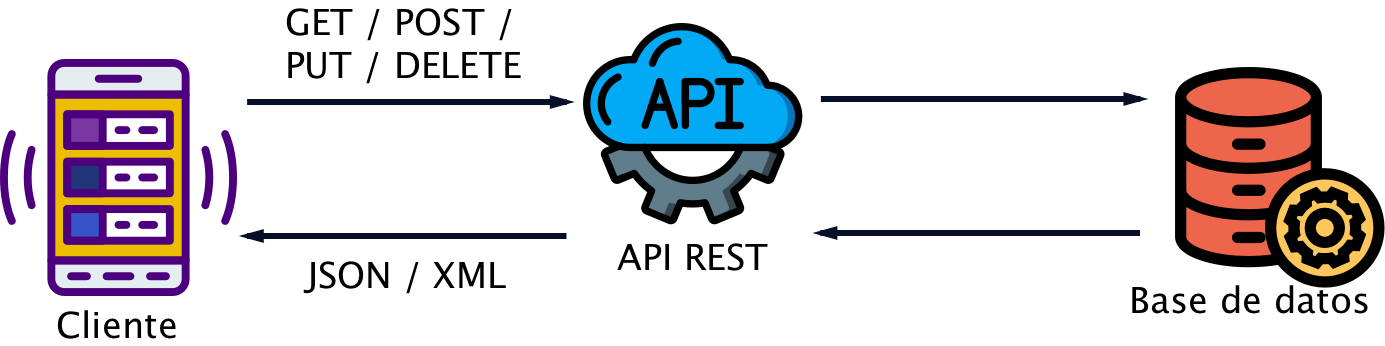 GET / POST /
PUT / DELETE
API
API REST
JSON / XML
Cliente
Base de datos